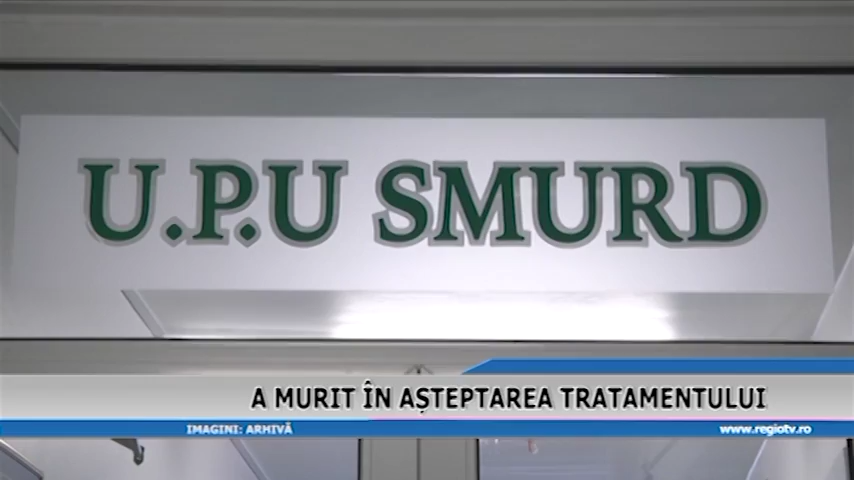 U.P.U SMURD
A MURIT ÎN AȘTEPTAREA TRATAMENTULUI
IMAGINI: ARHIVĂ
www.regiotv.ro